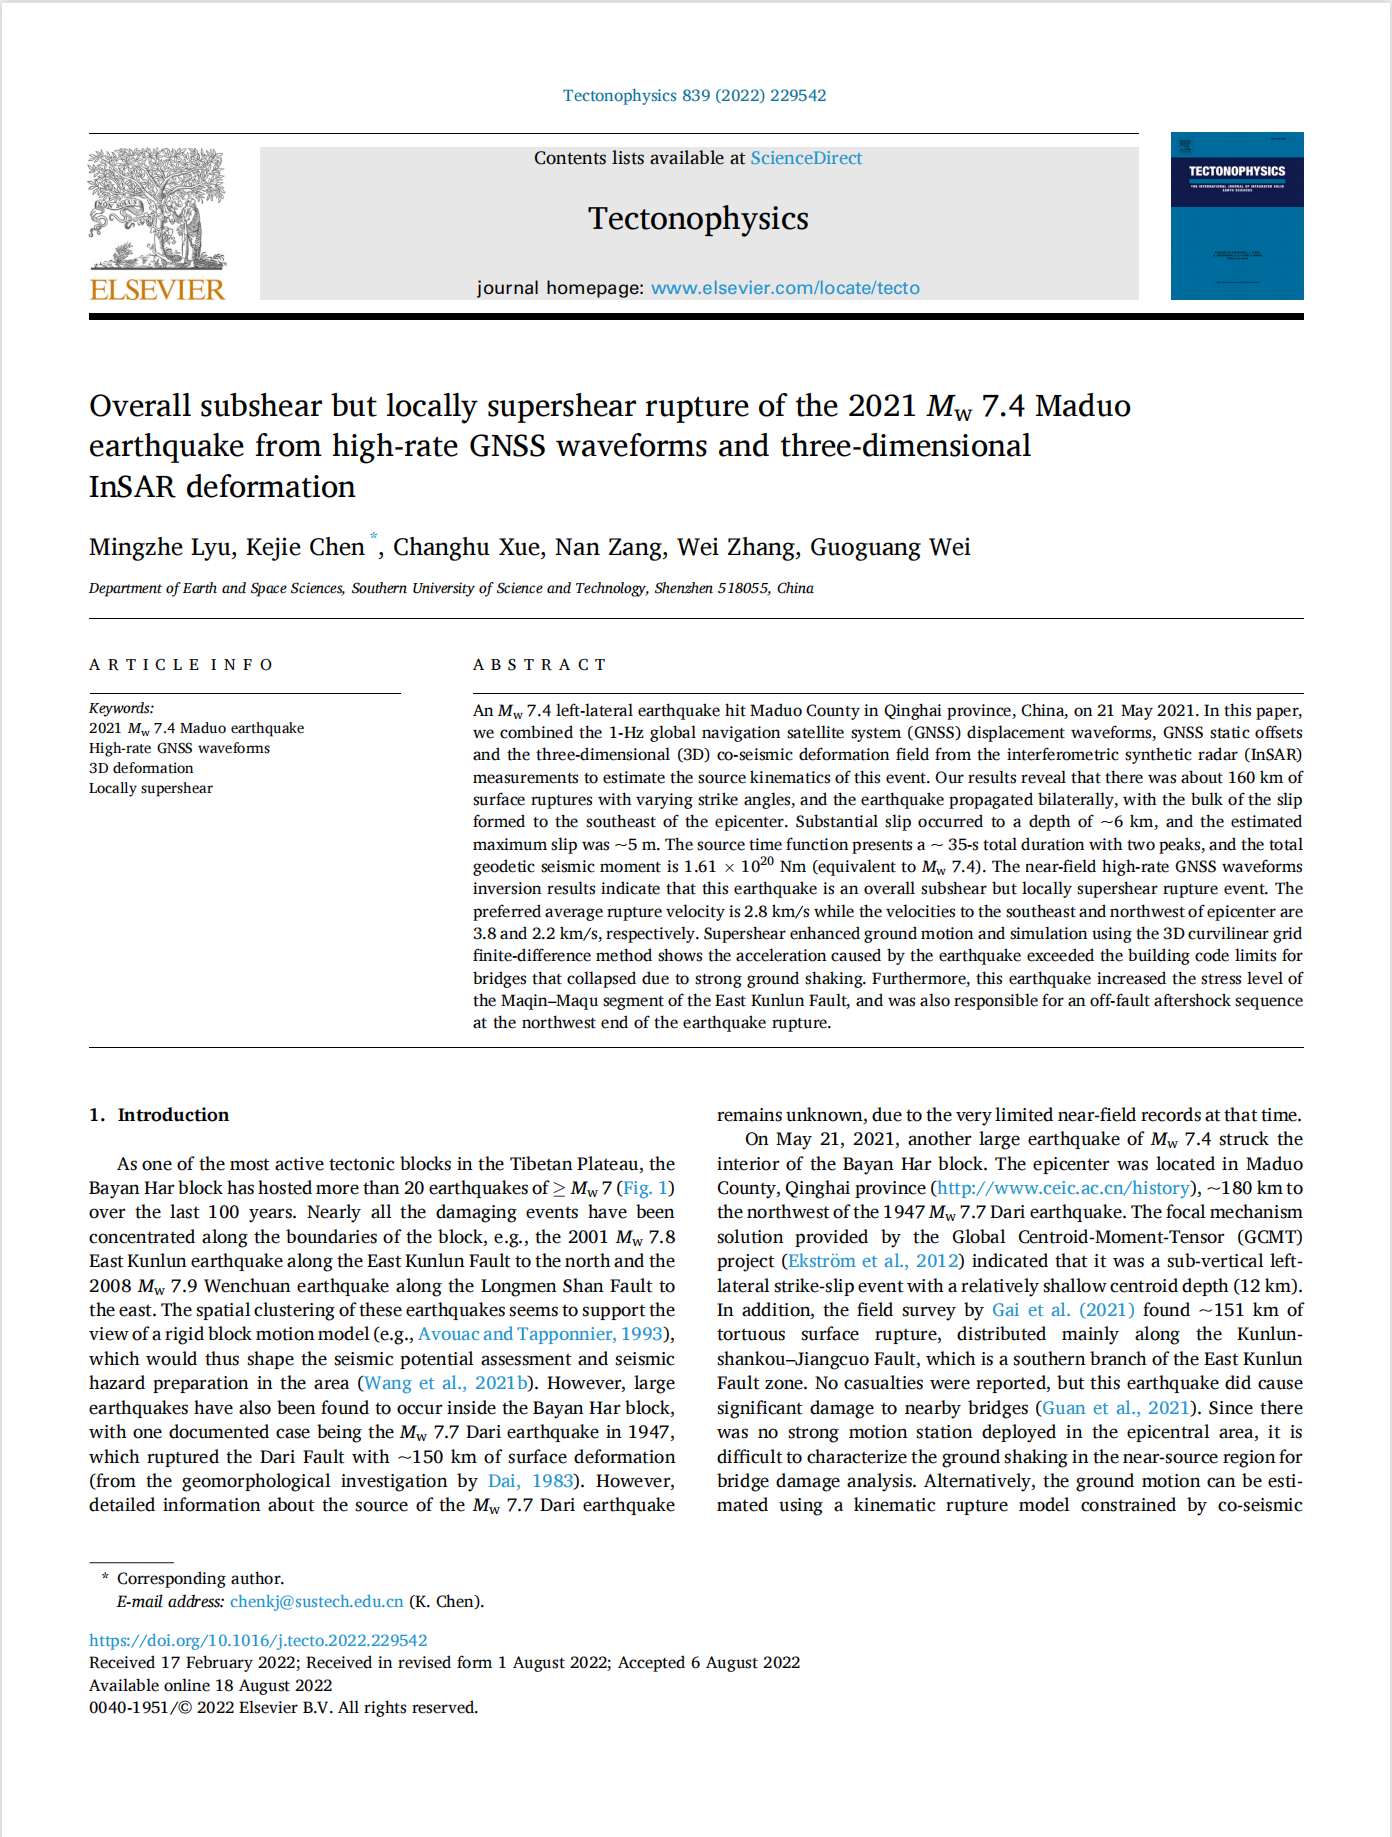 Tectonophysics 839 (2022) 229542
Contents lists available at ScienceDirect
Tectonophysics
journal homepage: www.elsevier.com/locate/tecto
NON SOLUS
ELSEVIER
TECTONOPHYSICS
THE INTERNATIONAL JOURNAL OF INTEGRATED SOLID
EARTH SCIENCES
Overall subshear but locally supershear rupture of the 2021 Mw 7.4 Maduo
earthquake from high-rate GNSS waveforms and three-dimensional
InSAR deformation
Mingzhe Lyu, Kejie Chen *, Changhu Xue, Nan Zang, Wei Zhang, Guoguang Wei
Department of Earth and Space Sciences, Southern University of Science and Technology, Shenzhen 518055, China
ARTICLE INFO
Keywords:
2021 Mw 7.4 Maduo earthquake
High-rate GNSS waveforms
3D deformation
Locally supershear
ABSTRACT
An Mw 7.4 left-lateral earthquake hit Maduo County in Qinghai province, China, on 21 May 2021. In this paper,
we combined the 1-Hz global navigation satellite system (GNSS) displacement waveforms, GNSS static offsets
and the three-dimensional (3D) co-seismic deformation field from the interferometric synthetic radar (InSAR)
measurements to estimate the source kinematics of this event. Our results reveal that there was about 160 km of
surface ruptures with varying strike angles, and the earthquake propagated bilaterally, with the bulk of the slip
formed to the southeast of the epicenter. Substantial slip occurred to a depth of ~6 km, and the estimated
maximum slip was ~5 m. The source time function presents a ~ 35-s total duration with two peaks, and the total
geodetic seismic moment is 1.61 × 10²⁰ Nm (equivalent to Mw 7.4). The near-field high-rate GNSS waveforms
inversion results indicate that this earthquake is an overall subshear but locally supershear rupture event. The
preferred average rupture velocity is 2.8 km/s while the velocities to the southeast and northwest of epicenter are
3.8 and 2.2 km/s, respectively. Supershear enhanced ground motion and simulation using the 3D curvilinear grid
finite-difference method shows the acceleration caused by the earthquake exceeded the building code limits for
bridges that collapsed due to strong ground shaking. Furthermore, this earthquake increased the stress level of
the Maqin–Maqu segment of the East Kunlun Fault, and was also responsible for an off-fault aftershock sequence
at the northwest end of the earthquake rupture.
1. Introduction
As one of the most active tectonic blocks in the Tibetan Plateau, the
Bayan Har block has hosted more than 20 earthquakes of ≥ Mw 7 (Fig. 1)
over the last 100 years. Nearly all the damaging events have been
concentrated along the boundaries of the block, e.g., the 2001 Mw 7.8
East Kunlun earthquake along the East Kunlun Fault to the north and the
2008 Mw 7.9 Wenchuan earthquake along the Longmen Shan Fault to
the east. The spatial clustering of these earthquakes seems to support the
view of a rigid block motion model (e.g., Avouac and Tapponnier, 1993),
which would thus shape the seismic potential assessment and seismic
hazard preparation in the area (Wang et al., 2021b). However, large
earthquakes have also been found to occur inside the Bayan Har block,
with one documented case being the Mw 7.7 Dari earthquake in 1947,
which ruptured the Dari Fault with ~150 km of surface deformation
(from the geomorphological investigation by Dai, 1983). However,
detailed information about the source of the Mw 7.7 Dari earthquake
remains unknown, due to the very limited near-field records at that time.
On May 21, 2021, another large earthquake of Mw 7.4 struck the
interior of the Bayan Har block. The epicenter was located in Maduo
County, Qinghai province (http://www.ceic.ac.cn/history), ~180 km to
the northwest of the 1947 Mw 7.7 Dari earthquake. The focal mechanism
solution provided by the Global Centroid-Moment-Tensor (GCMT)
project (Ekström et al., 2012) indicated that it was a sub-vertical left-
lateral strike-slip event with a relatively shallow centroid depth (12 km).
In addition, the field survey by Gai et al. (2021) found ~151 km of
tortuous surface rupture, distributed mainly along the Kunlun-
shankou–Jiangcuo Fault, which is a southern branch of the East Kunlun
Fault zone. No casualties were reported, but this earthquake did cause
significant damage to nearby bridges (Guan et al., 2021). Since there
was no strong motion station deployed in the epicentral area, it is
difficult to characterize the ground shaking in the near-source region for
bridge damage analysis. Alternatively, the ground motion can be esti-
mated using a kinematic rupture model constrained by co-seismic
* Corresponding author.
E-mail address: chenkj@sustech.edu.cn (K. Chen).
https://doi.org/10.1016/j.tecto.2022.229542
Received 17 February 2022; Received in revised form 1 August 2022; Accepted 6 August 2022
Available online 18 August 2022
0040-1951/© 2022 Elsevier B.V. All rights reserved.